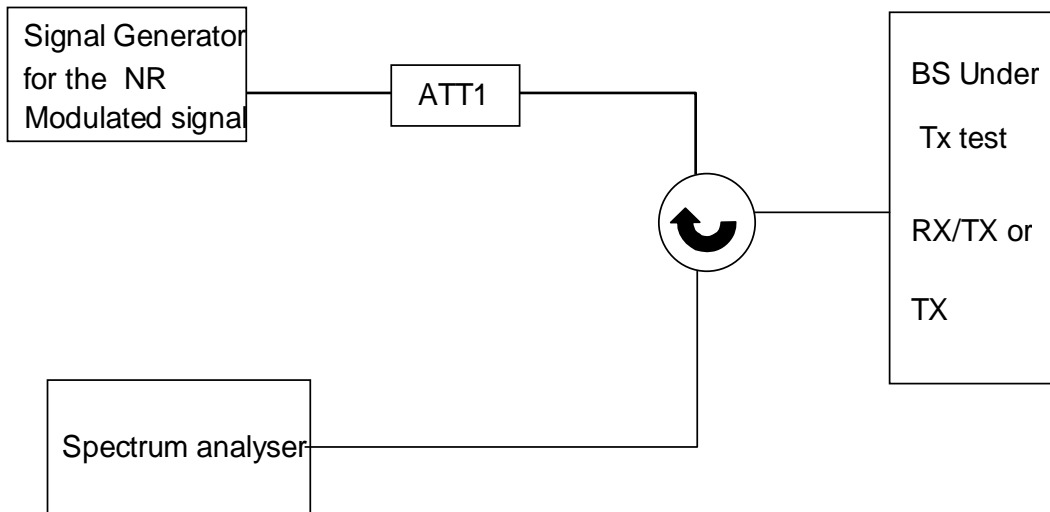 Signal Generator
for the NR
Modulated signal
ATT1
BS Under
Tx test
RX/TX or
TX
Spectrum analyser